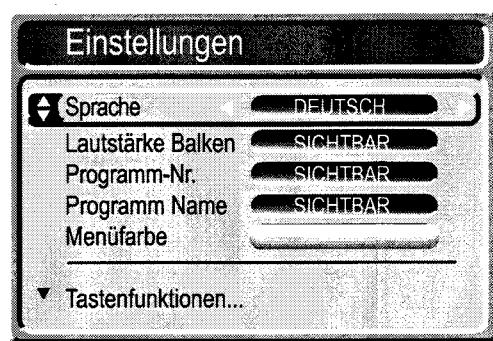 Einstellungen
Sprache DEUTSCH
Lautstärke Balken SICHTBAR
Programm-Nr. SICHTBAR
Programm Name SICHTBAR
Menüfarbe
Tastenfunktionen...